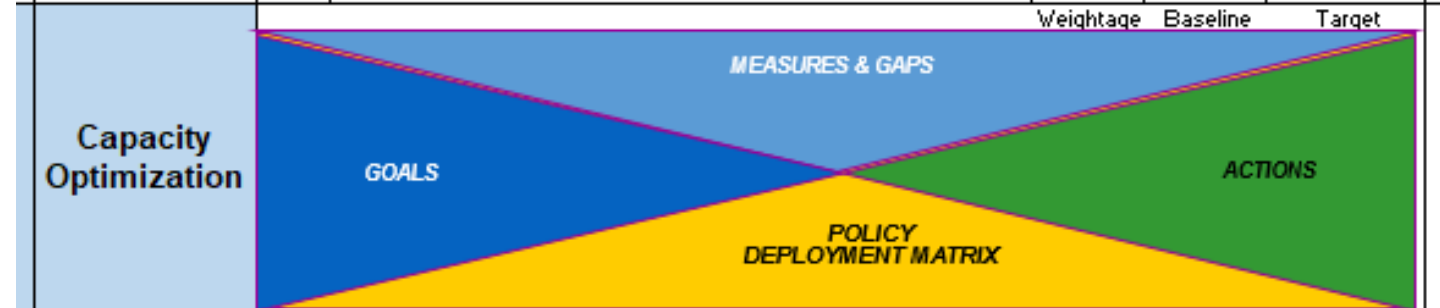 Weightage Baseline Target
MEASURES & GAPS
Capacity
Optimization
GOALS
ACTIONS
POLICY
DEPLOYMENT MATRIX